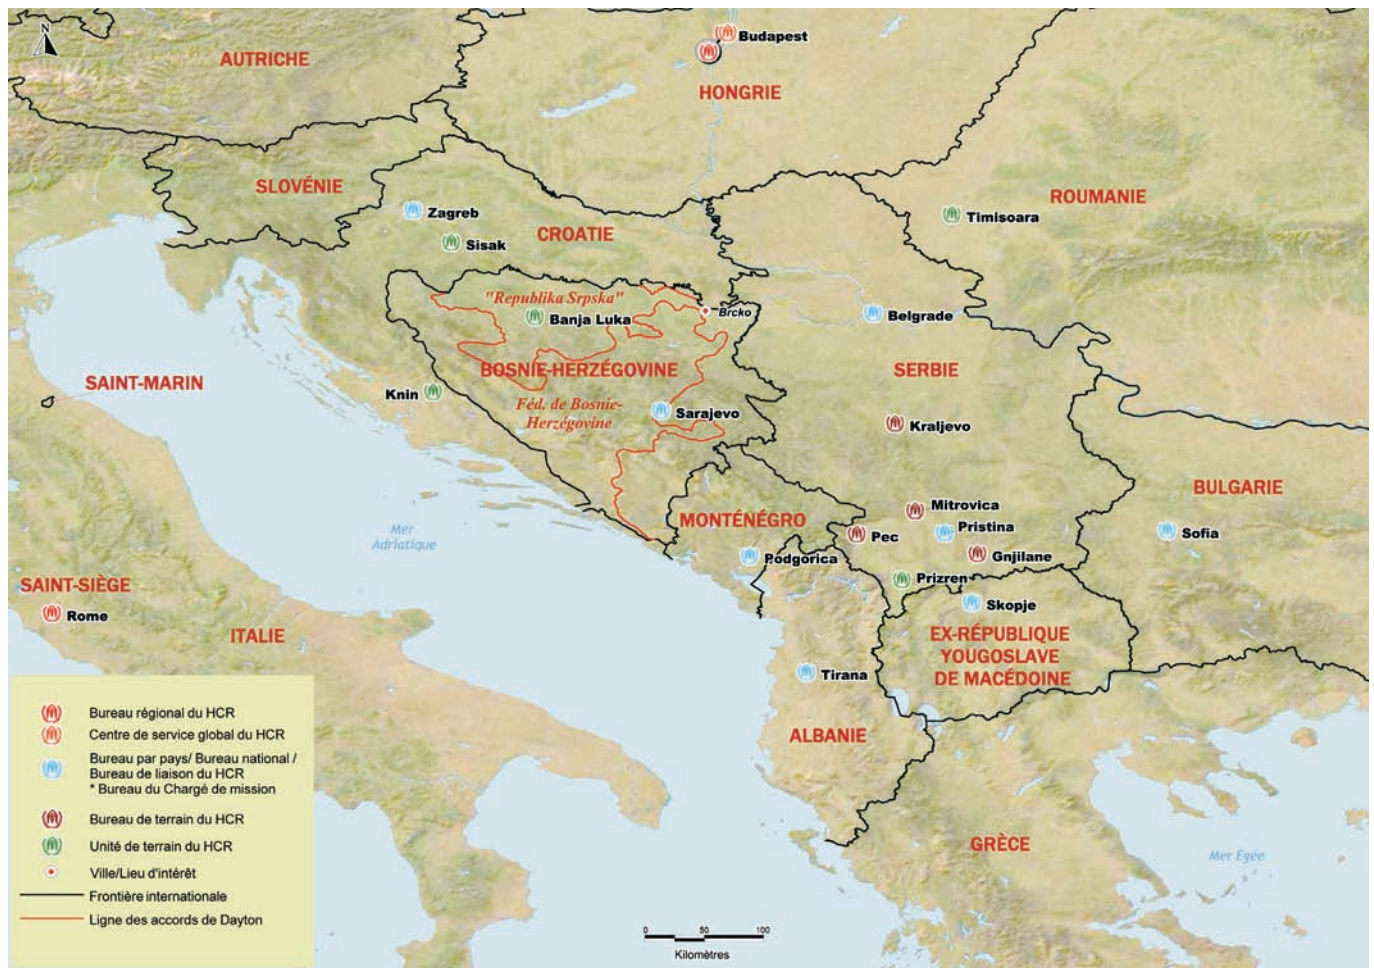 N
Budapest
AUTRICHE
HONGRIE
SLOVÉNIE
ROUMANIE
Zagreb
Timisoara
CROATIE
Sisak
"Republika Srpska"
Banja Luka
Brcko
Belgrade
BOSNIE-HERZÉGOVINE
SERBIE
SAINT-MARIN
Knin
Féd. de Bosnie-
Herzégovine
Sarajevo
Kraljevo
BULGARIE
Mitrovica
MONTÉNÉGRO
Pristina
Sofia
Mer
Adriatique
Pec
Gnjilane
Podgorica
Prizren
SAINT-SIÈGE
Rome
Skopje
ITALIE
EX-RÉPUBLIQUE
YOUGOSLAVE
DE MACÉDOINE
Tirana
ALBANIE
GRÈCE
Mer Egée
Bureau régional du HCR
Centre de service global du HCR
Bureau par pays/ Bureau national /
Bureau de liaison du HCR
* Bureau du Chargé de mission
Bureau de terrain du HCR
Unité de terrain du HCR
Ville/Lieu d'intérêt
Frontière internationale
Ligne des accords de Dayton
0 50 100
Kilomètres